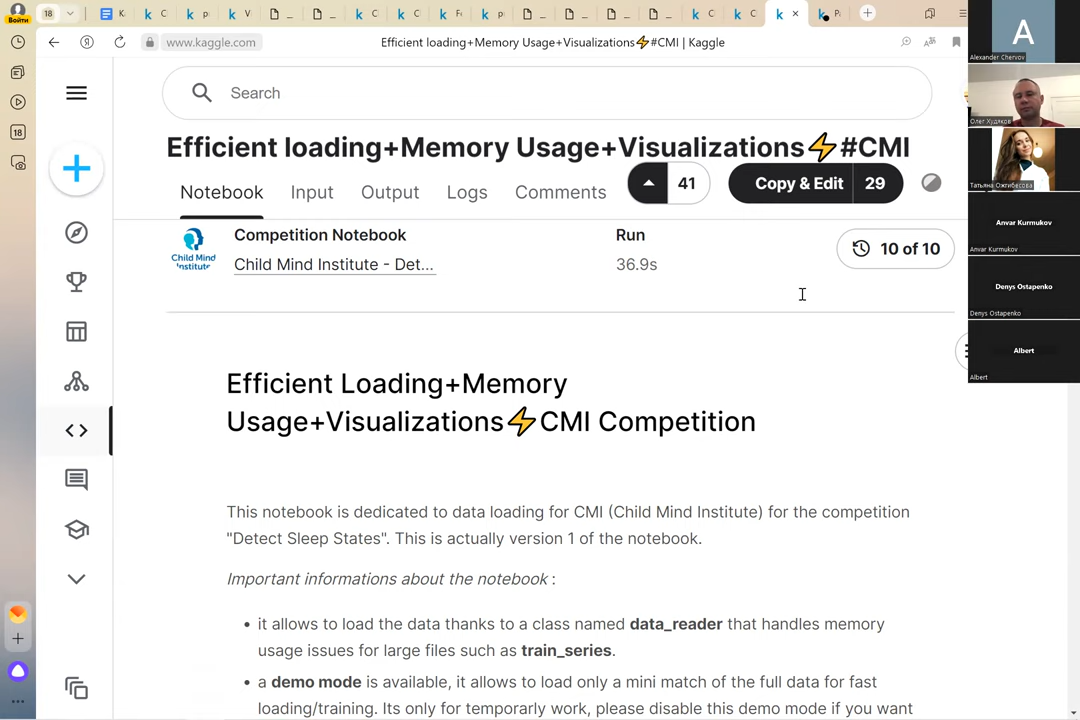 18
www.kaggle.com
Efficient loading+Memory Usage+Visualizations⚡#CMI | Kaggle
Войти
18
Search
Efficient loading+Memory Usage+Visualizations⚡#CMI
Notebook
Input
Output
Logs
Comments
41
Copy & Edit
29
Child Mind
Institute
Competition Notebook
Child Mind Institute - Det...
Run
36.9s
10 of 10
Efficient Loading+Memory
Usage+Visualizations⚡CMI Competition
This notebook is dedicated to data loading for CMI (Child Mind Institute) for the competition
"Detect Sleep States". This is actually version 1 of the notebook.
Important informations about the notebook :
• it allows to load the data thanks to a class named data_reader that handles memory
usage issues for large files such as train_series.
• a demo mode is available, it allows to load only a mini match of the full data for fast
loading/training. Its only for temporarly work, please disable this demo mode if you want
A
Alexander Chervov
Олег Худяков
Татьяна Ожгибесова
Anvar Kurmukov
Anvar Kurmukov
Denys Ostapenko
Denys Ostapenko
Albert
Albert